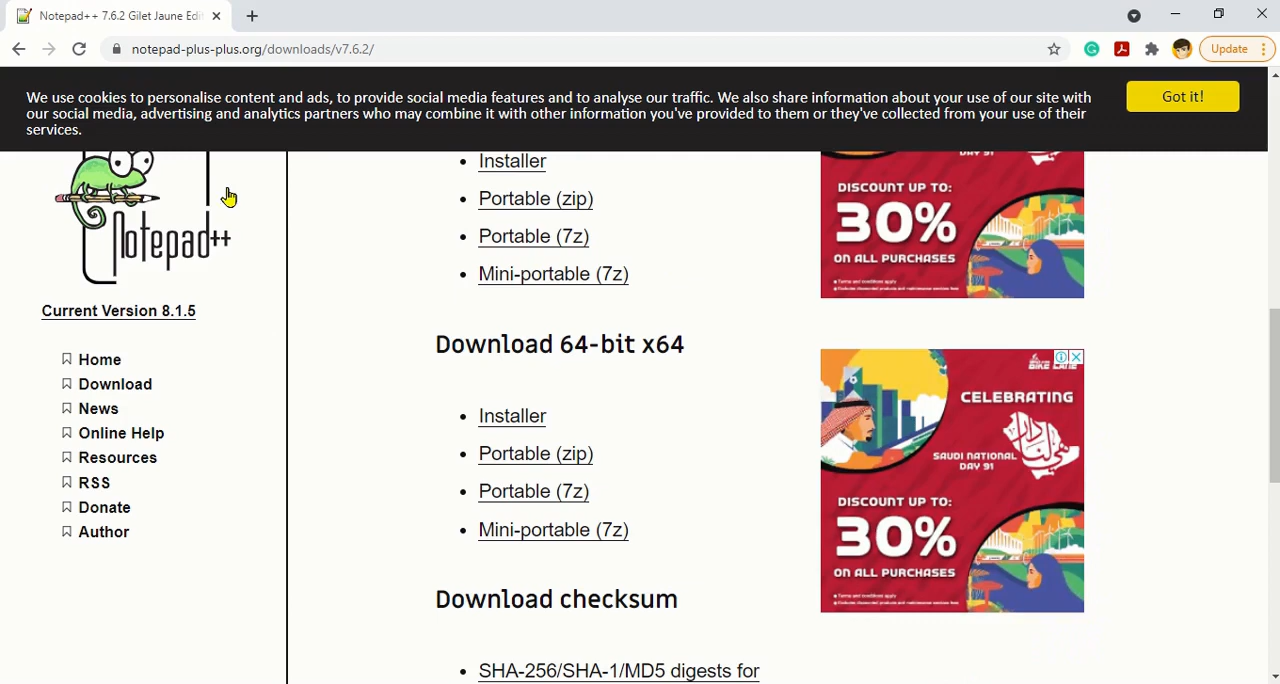 Notepad++ 7.6.2 Gilet Jaune Edi
notepad-plus-plus.org/downloads/v7.6.2/
Update
We use cookies to personalise content and ads, to provide social media features and to analyse our traffic. We also share information about your use of our site with
our social media, advertising and analytics partners who may combine it with other information you've provided to them or they've collected from your use of their
services.
Got it!
Notepad++
Current Version 8.1.5
Home
Download
News
Online Help
Resources
RSS
Donate
Author
Installer
Portable (zip)
Portable (7z)
Mini-portable (7z)
Download 64-bit x64
Installer
Portable (zip)
Portable (7z)
Mini-portable (7z)
Download checksum
SHA-256/SHA-1/MD5 digests for
DAY 91
DISCOUNT UP TO:
30%
ON ALL PURCHASES
CELEBRATING
SAUDI NATIONAL
DAY 91
هي لنا دار
DISCOUNT UP TO:
30%
ON ALL PURCHASES